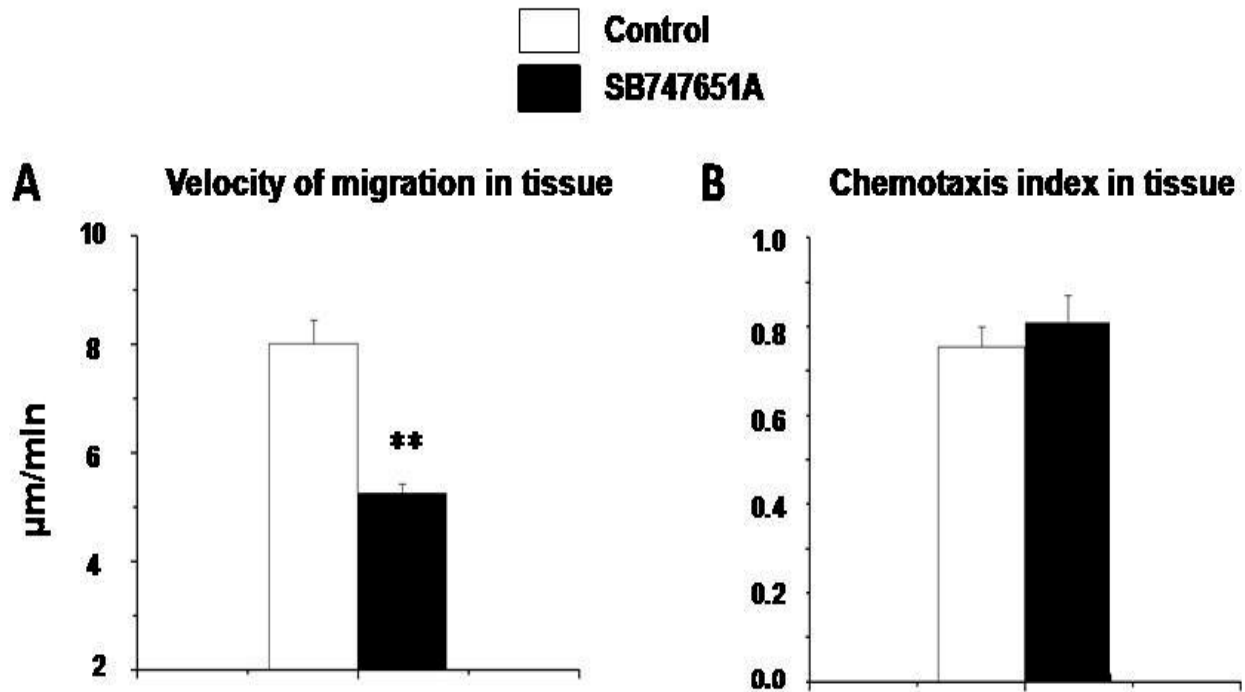 Control
SB747651A
A Velocity of migration in tissue
10
8
6
4
2
µm/min
**
B Chemotaxis index in tissue
1.0
0.8
0.6
0.4
0.2
0.0